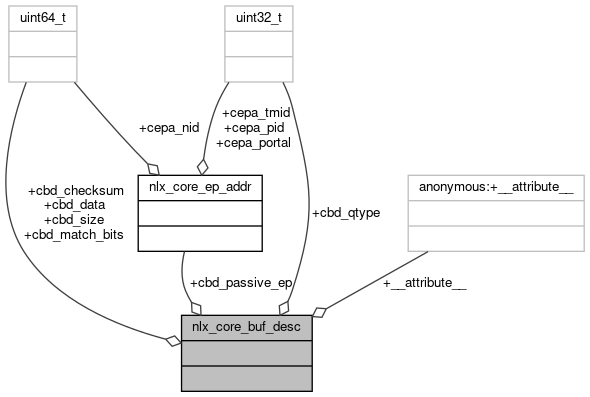 uint64_t
uint32_t
+cepa_nid
+cepa_tmid
+cepa_pid
+cepa_portal
nlx_core_ep_addr
anonymous:+__attribute__
+cbd_checksum
+cbd_data
+cbd_size
+cbd_match_bits
+cbd_qtype
+cbd_passive_ep
+__attribute__
nlx_core_buf_desc